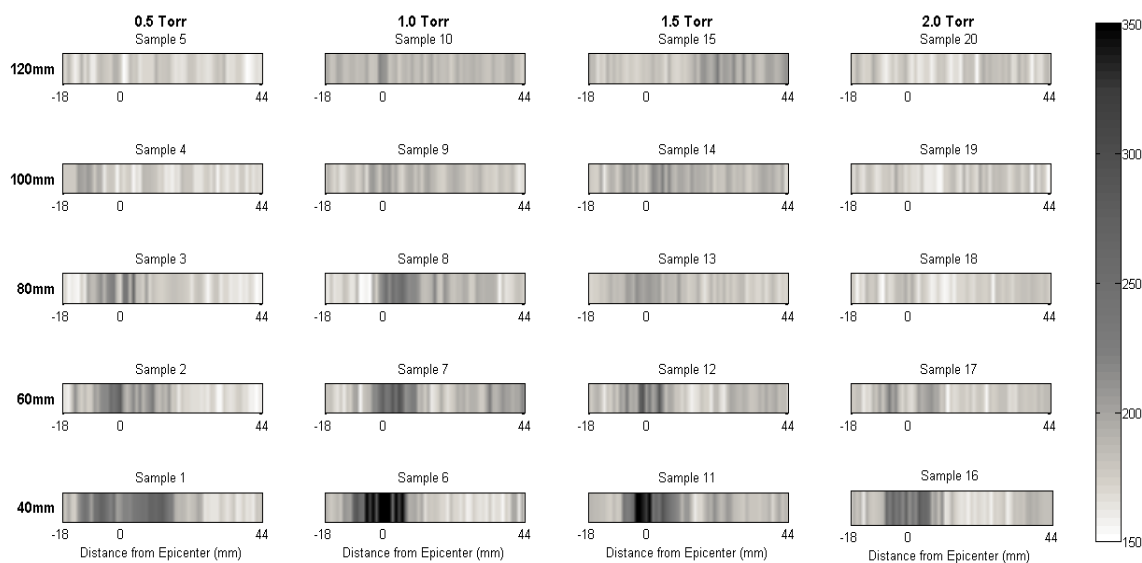 0.5 Torr 1.0 Torr 1.5 Torr 2.0 Torr 350
Sample 5 Sample 10 Sample 15 Sample 20
120mm
-18 0 44 -18 0 44 -18 0 44 -18 0 44
300
Sample 4 Sample 9 Sample 14 Sample 19
100mm
-18 0 44 -18 0 44 -18 0 44 -18 0 44
Sample 3 Sample 8 Sample 13 Sample 18
80mm 250
-18 0 44 -18 0 44 -18 0 44 -18 0 44
Sample 2 Sample 7 Sample 12 Sample 17
60mm
200
-18 0 44 -18 0 44 -18 0 44 -18 0 44
Sample 1 Sample 6 Sample 11 Sample 16
40mm
-18 0 44 -18 0 44 -18 0 44 -18 0 44 150
Distance from Epicenter (mm) Distance from Epicenter (mm) Distance from Epicenter (mm) Distance from Epicenter (mm)